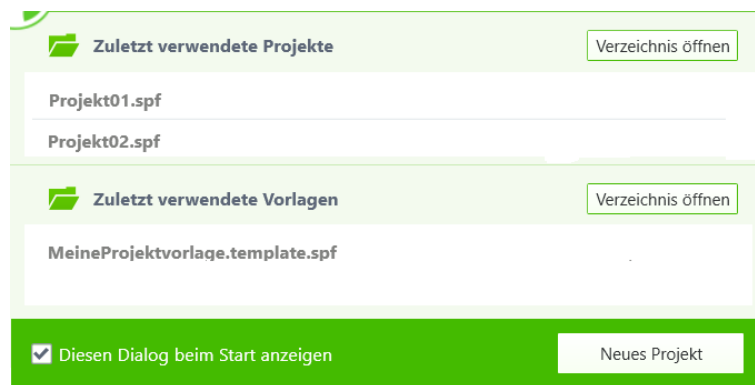 Zuletzt verwendete Projekte Verzeichnis öffnen
Projekt01.spf
Projekt02.spf
Zuletzt verwendete Vorlagen Verzeichnis öffnen
MeineProjektvorlage.template.spf
Diesen Dialog beim Start anzeigen Neues Projekt